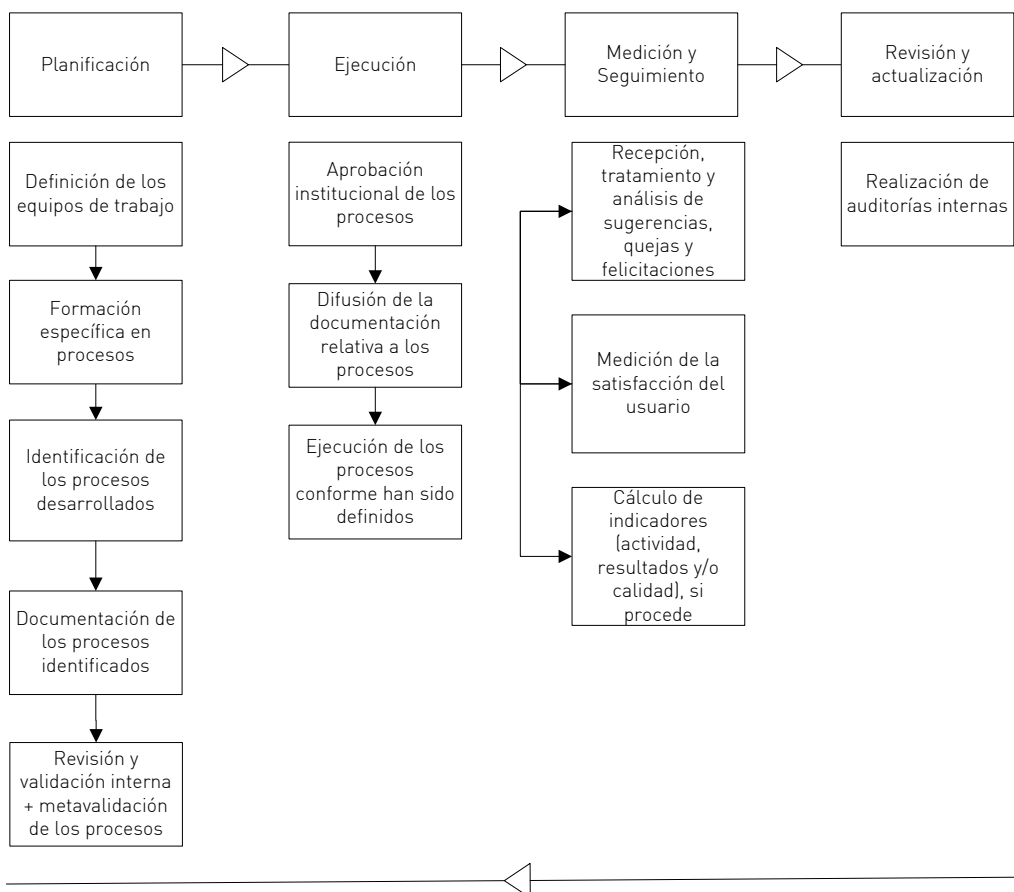 Planificación
Ejecución
Medición y
Seguimiento
Revisión y
actualización
Definición de los
equipos de trabajo
Formación
específica en
procesos
Identificación de
los procesos
desarrollados
Documentación de
los procesos
identificados
Revisión y
validación interna
+ metavalidación
de los procesos
Aprobación
institucional de los
procesos
Difusión de la
documentación
relativa a los
procesos
Ejecución de los
procesos
conforme han sido
definidos
Recepción,
tratamiento y
análisis de
sugerencias,
quejas y
felicitaciones
Medición de la
satisfacción del
usuario
Cálculo de
indicadores
(actividad,
resultados y/o
calidad), si
procede
Realización de
auditorías internas